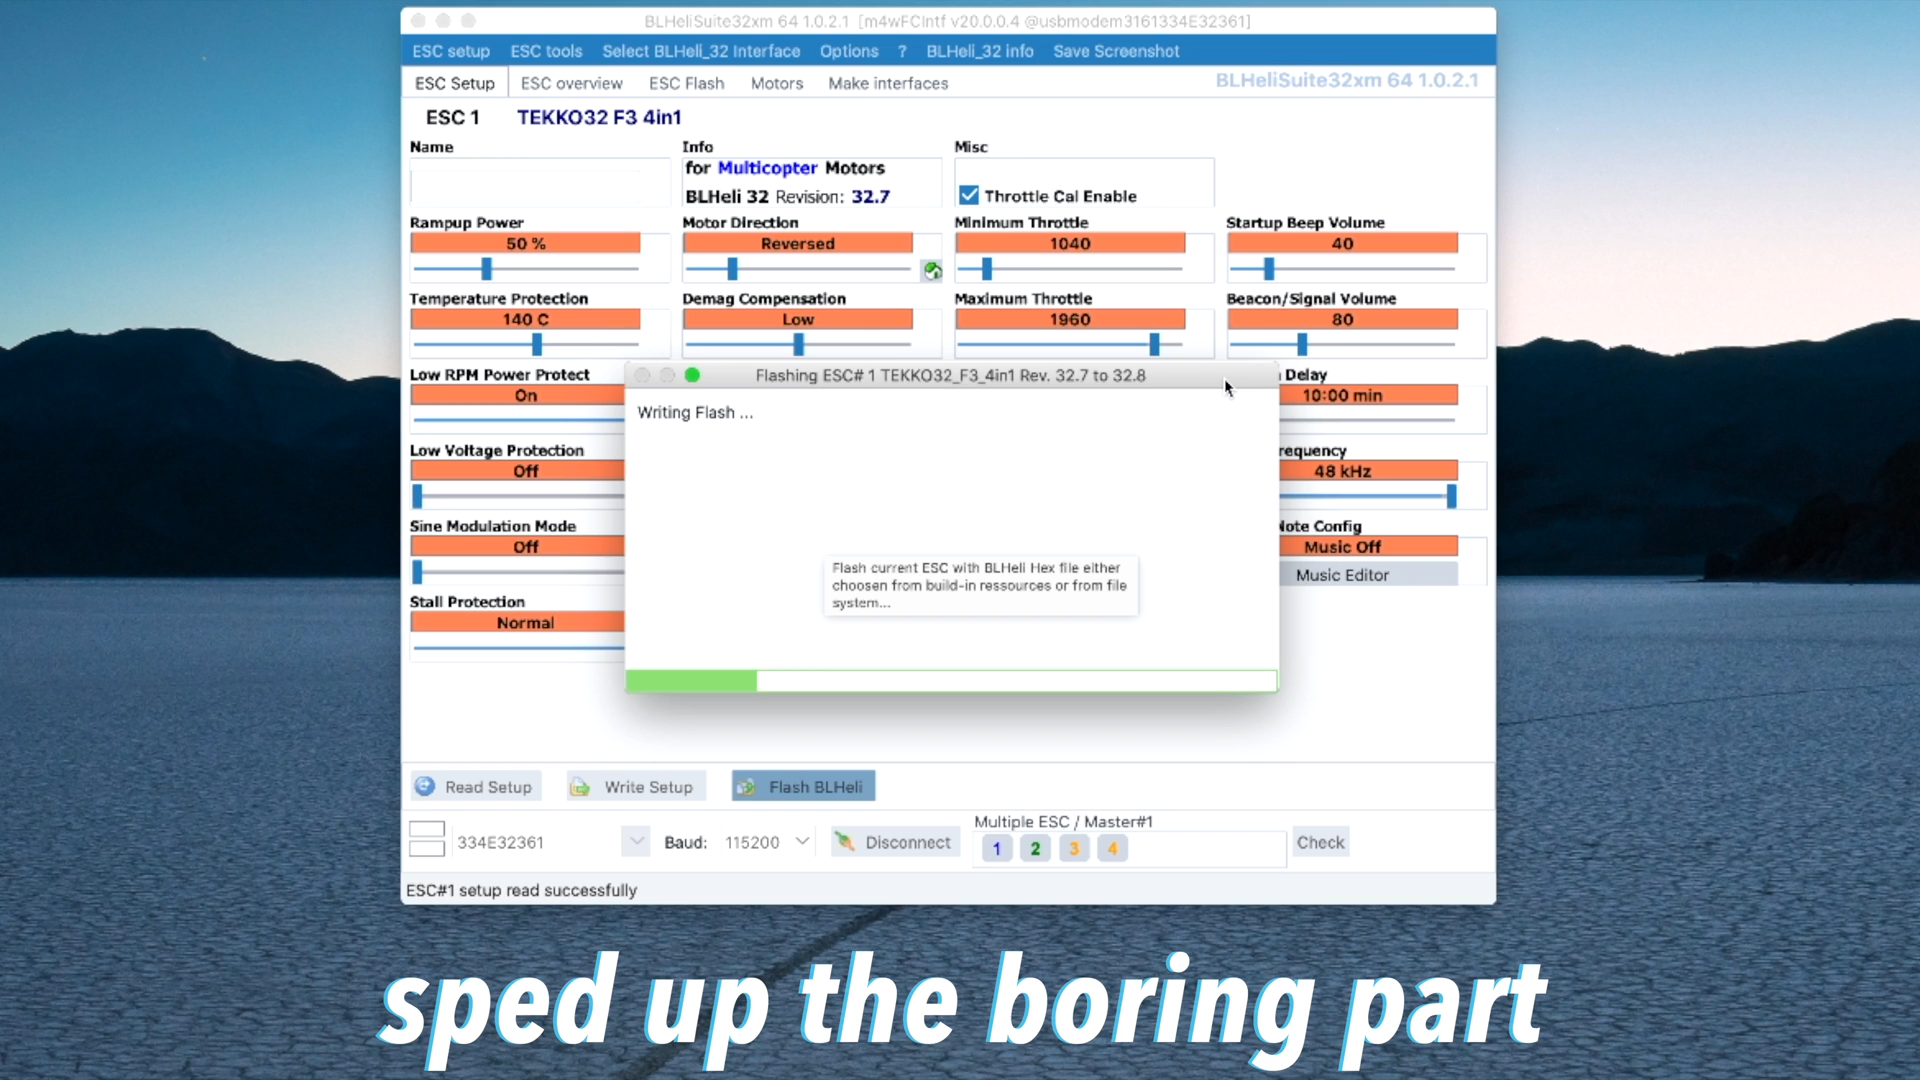 BLHeliSuite32xm 64 1.0.2.1 [m4wFCIntf v20.0.0.4 @usbmodem3161334E32361]
ESC setup ESC tools Select BLHeli_32 Interface Options ? BLHeli_32 info Save Screenshot
ESC Setup ESC overview ESC Flash Motors Make interfaces BLHeliSuite32xm 64 1.0.2.1
ESC 1 TEKKO32 F3 4in1
Name Info Misc
for Multicopter Motors
BLHeli 32 Revision: 32.7 Throttle Cal Enable
Rampup Power Motor Direction Minimum Throttle Startup Beep Volume
50 % Reversed 1040 40
Temperature Protection Demag Compensation Maximum Throttle Beacon/Signal Volume
140 C Low 1960 80
Low RPM Power Protect Flashing ESC# 1 TEKKO32_F3_4in1 Rev. 32.7 to 32.8 Delay
On 10:00 min
Writing Flash ...
Low Voltage Protection requency
Off 48 kHz
Sine Modulation Mode Note Config
Off Music Off
Flash current ESC with BLHeli Hex file either
choosen from build-in ressources or from file
system...
Music Editor
Stall Protection
Normal
Read Setup Write Setup Flash BLHeli
Multiple ESC / Master#1
334E32361 Baud: 115200 Disconnect 1 2 3 4 Check
ESC#1 setup read successfully
sped up the boring part